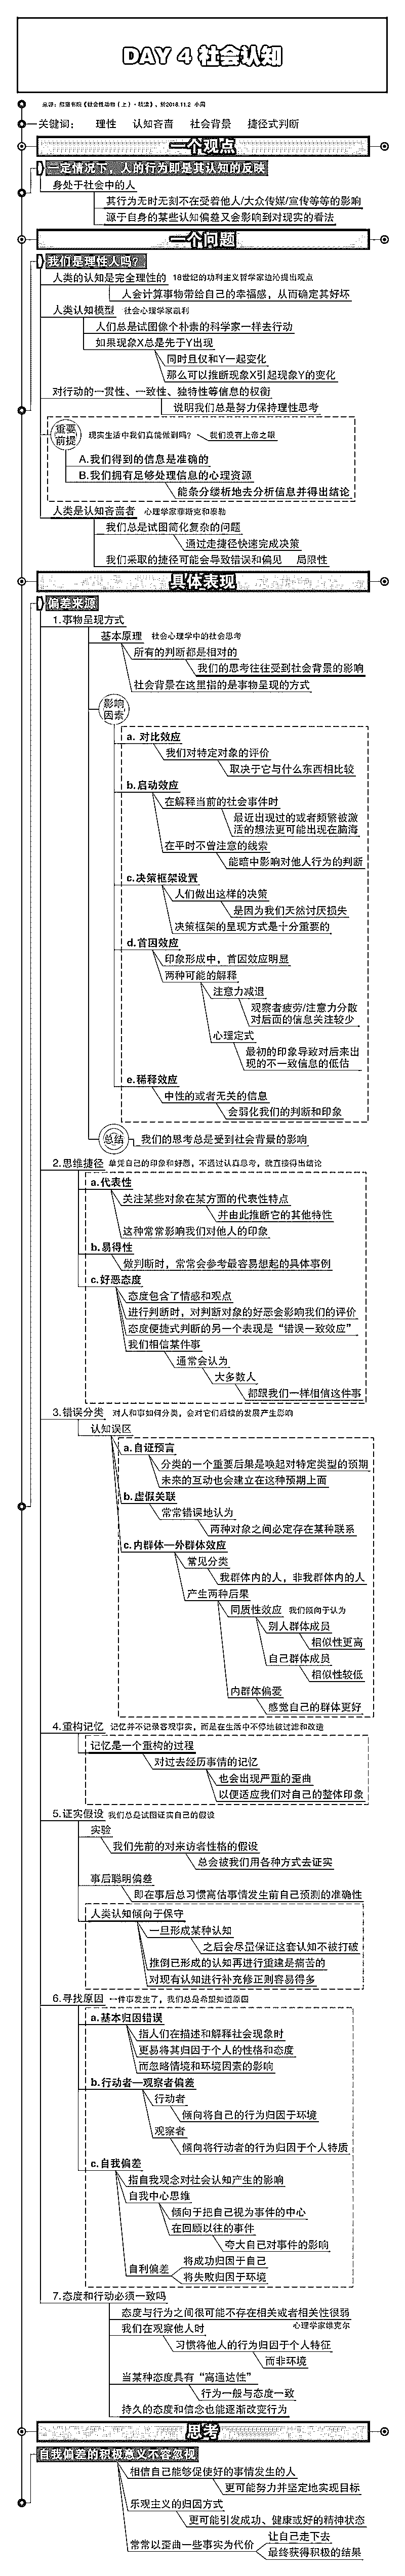 DAY 4 社会认知
关键词： 理性 认知吝啬 社会背景 捷径式判断
一个观点
一定情况下，人的行为即是其认知的反映
身处于社会中的人
其行为无时无刻不在受着他人/大众传媒/宣传等等的影响
源于自身的某些认知偏差又会影响到对现实的看法
一个问题
我们是理性人吗？
人类的认知是完全理性的 18世纪的功利主义哲学家边沁提出观点
人会计算事物带给自己的幸福感，从而确定其好坏
人类认知模型 社会心理学家凯利
人们总是试图像个朴素的科学家一样去行动
如果现象X总是先于Y出现
同时且仅和Y一起变化
那么可以推断现象X引起现象Y的变化
对行动的一贯性、一致性、独特性等信息的权衡
说明我们总是努力保持理性思考
重要前提
现实生活中我们真能做到吗？ 我们没有上帝之眼
A.我们得到的信息是准确的
B.我们拥有足够处理信息的心理资源
能条分缕析地去分析信息并得出结论
人类是认知吝啬者 心理学家菲斯克和泰勒
我们总是试图简化复杂的问题
通过走捷径快速完成决策
我们采取的捷径可能会导致错误和偏见 局限性
具体表现
偏差来源
1.事物呈现方式
基本原理 社会心理学中的社会思考
所有的判断都是相对的
我们的思考往往受到社会背景的影响
社会背景在这里指的是事物呈现的方式
影响因素
a. 对比效应
我们对特定对象的评价
取决于它与什么东西相比较
b.启动效应
在解释当前的社会事件时
最近出现过的或者频繁被激
活的想法更可能出现在脑海
在平时不曾注意的线索
能暗中影响对他人行为的判断
c.决策框架设置
人们做出这样的决策
是因为我们天然讨厌损失
决策框架的呈现方式是十分重要的
d.首因效应
印象形成中，首因效应明显
两种可能的解释
注意力减退
观察者疲劳/注意力分散
对后面的信息关注较少
心理定式
最初的印象导致对后来出
现的不一致信息的低估
e.稀释效应
中性的或者无关的信息
会弱化我们的判断和印象
总结
我们的思考总是受到社会背景的影响
2.思维捷径 单凭自己的印象和好恶，不通过认真思考，就直接得出结论
a.代表性
关注某些对象在某方面的代表性特点
并由此推断它的其他特性
这种常常影响我们对他人的印象
b.易得性
做判断时，常常会参考最容易想起的具体事例
c.好恶态度
态度包含了情感和观点
进行判断时，对判断对象的好恶会影响我们的评价
态度便捷式判断的另一个表现是“错误一致效应”
我们相信某件事
通常会认为
大多数人
都跟我们一样相信这件事
3.错误分类 对人和事如何分类，会对它们后续的发展产生影响
认知误区
a.自证预言
分类的一个重要后果是唤起对特定类型的预期
未来的互动也会建立在这种预期上面
b.虚假关联
常常错误地认为
两种对象之间必定存在某种联系
c.内群体—外群体效应
常见分类
我群体内的人，非我群体内的人
产生两种后果
同质性效应 我们倾向于认为
别人群体成员
相似性更高
自己群体成员
相似性较低
内群体偏爱
感觉自己的群体更好
4.重构记忆 记忆并不记录客观事实，而是在生活中不停地被过滤和改造
记忆是一个重构的过程
对过去经历事情的记忆
也会出现严重的歪曲
以便适应我们对自己的整体印象
5.证实假设 我们总是试图证实自己的假设
实验
我们先前的对来访者性格的假设
总会被我们用各种方式去证实
事后聪明偏差
即在事后总习惯高估事情发生前自己预测的准确性
人类认知倾向于保守
一旦形成某种认知
之后会尽量保证这套认知不被打破
推倒已形成的认知再进行重建是痛苦的
对现有认知进行补充修正则容易得多
6.寻找原因 一件事发生了，我们总是希望知道原因
a.基本归因错误
指人们在描述和解释社会现象时
更易将其归因于个人的性格和态度
而忽略情境和环境因素的影响
b.行动者—观察者偏差
行动者
倾向将自己的行为归因于环境
观察者
倾向将行动者的行为归因于个人特质
c.自我偏差
指自我观念对社会认知产生的影响
自我中心思维
倾向于把自己视为事件的中心
在回顾以往的事件
夸大自己对事件的影响
自利偏差
将成功归因于自己
将失败归因于环境
7.态度和行动必须一致吗
态度与行为之间很可能不存在相关或者相关性很弱
心理学家维克尔
我们在观察他人时
习惯将他人的行为归因于个人特征
而非环境
当某种态度具有“高通达性”
行为一般与态度一致
持久的态度和信念也能逐渐改变行为
思考
自我偏差的积极意义不容忽视
相信自己能够促使好的事情发生的人
更可能努力并坚定地实现目标
乐观主义的归因方式
更可能引发成功、健康或好的精神状态
常常以歪曲一些事实为代价
让自己走下去
最终获得积极的结果